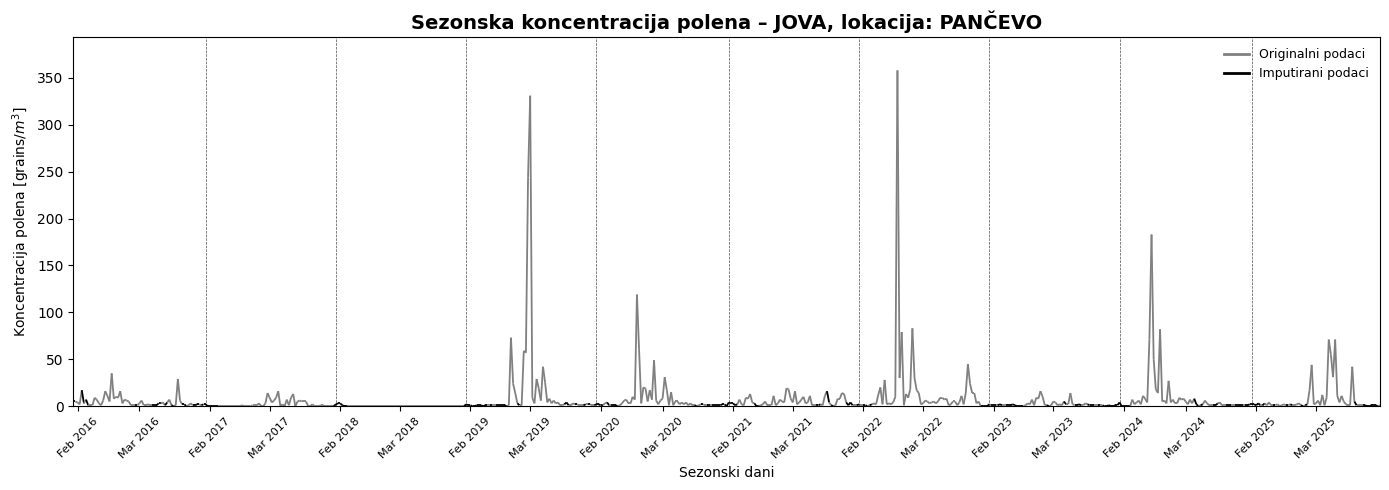 Sezonska koncentracija polena – JOVA, lokacija: PANČEVO
Originalni podaci
Imputirani podaci
Koncentracija polena [grains/m³]
350
300
250
200
150
100
50
0
Feb 2016
Mar 2016
Feb 2017
Mar 2017
Feb 2018
Mar 2018
Feb 2019
Mar 2019
Feb 2020
Mar 2020
Feb 2021
Mar 2021
Feb 2022
Mar 2022
Feb 2023
Mar 2023
Feb 2024
Mar 2024
Feb 2025
Mar 2025
Sezonski dani